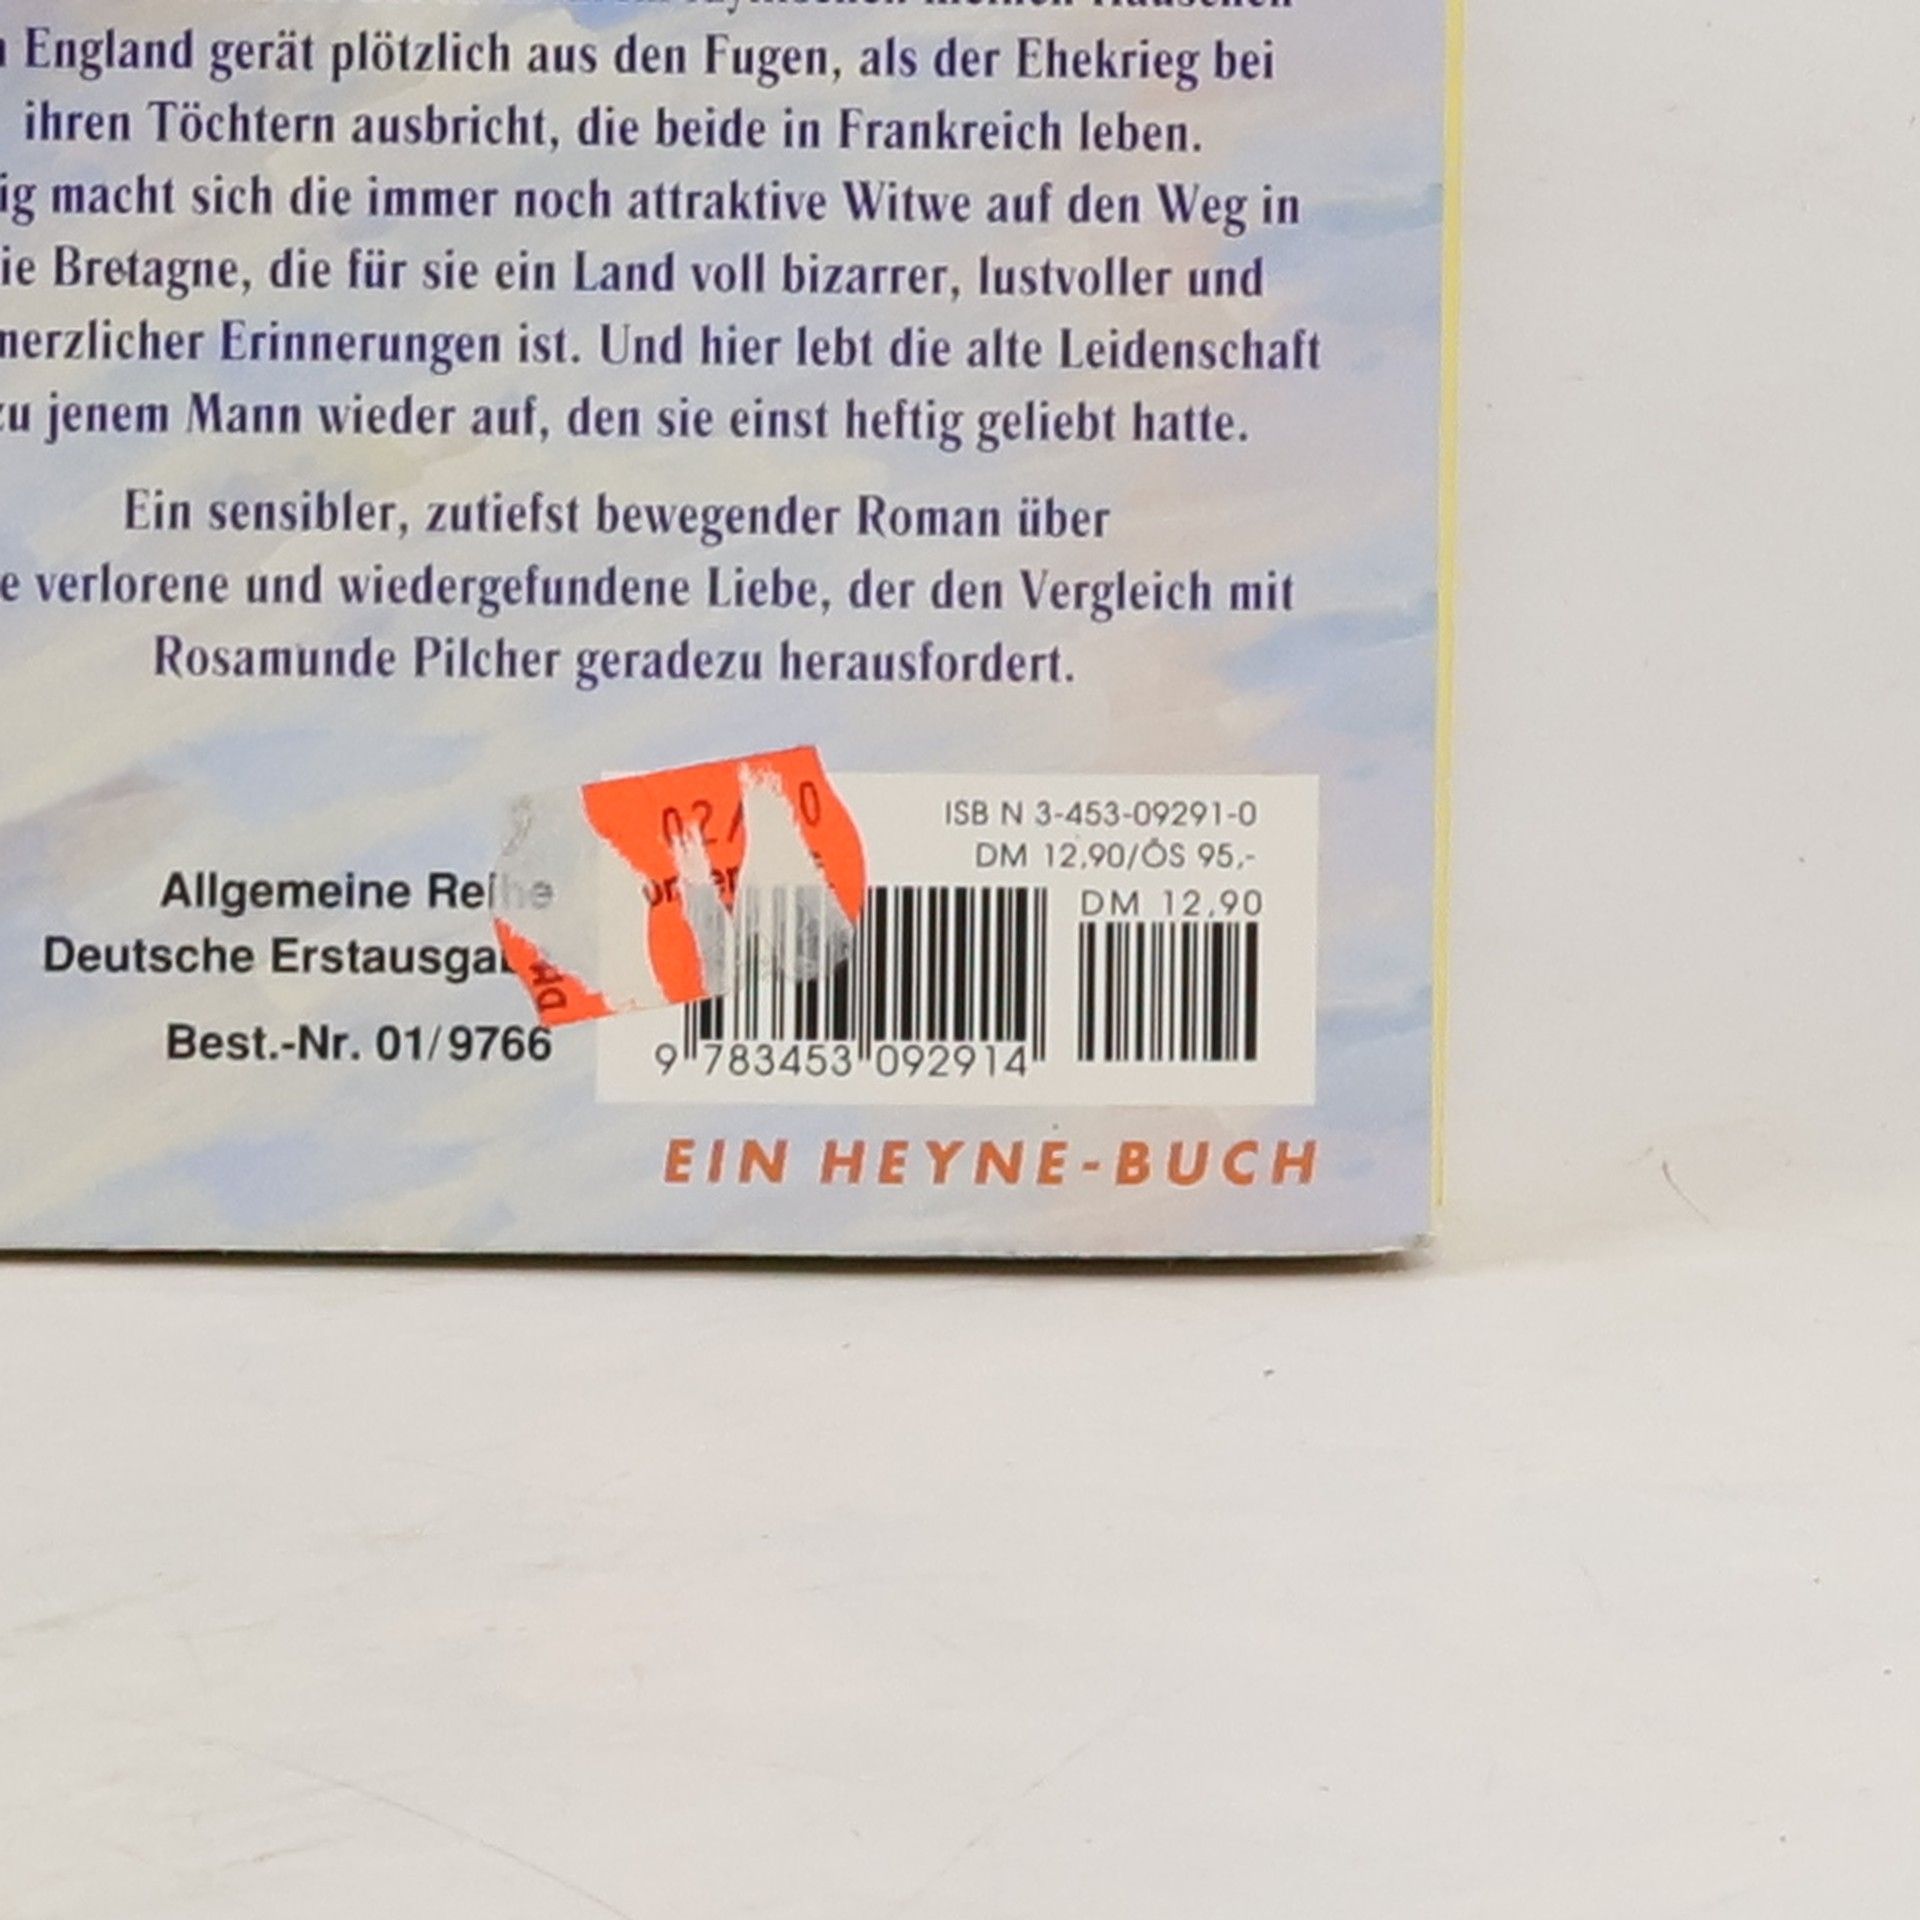 England gerät plötzlich aus den Fugen, als der Ehekrieg bei
ihren Töchtern ausbricht, die beide in Frankreich leben.
ig macht sich die immer noch attraktive Witwe auf den Weg in
ie Bretagne, die für sie ein Land voll bizarrer, lustvoller und
merzlicher Erinnerungen ist. Und hier lebt die alte Leidenschaft
zu jenem Mann wieder auf, den sie einst heftig geliebt hatte.
Ein sensibler, zutiefst bewegender Roman über
e verlorene und wiedergefundene Liebe, der den Vergleich mit
Rosamunde Pilcher geradezu herausfordert.
Allgemeine Reihe
Deutsche Erstausga
Best.-Nr. 01/9766
02/ 0
DM
ISBN 3-453-09291-0
DM 12,90/ÖS 95,-
DM 12,90
9 783453 092914
EIN HEYNE-BUCH